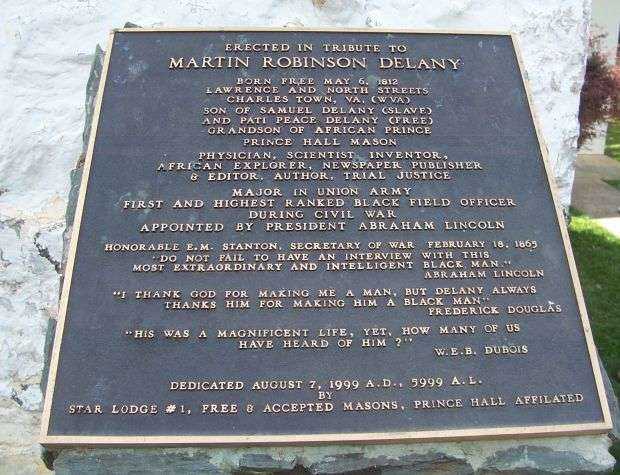 ERECTED IN TRIBUTE TO
MARTIN ROBINSON DELANY
BORN FREE MAY 6, 1812
LAWRENCE AND NORTH STREETS
CHARLES TOWN, VA, (WVA)
SON OF SAMUEL DELANY (SLAVE)
AND PATI PEACE DELANY (FREE)
GRANDSON OF AFRICAN PRINCE
PRINCE HALL MASON
PHYSICIAN, SCIENTIST, INVENTOR,
AFRICAN EXPLORER, NEWSPAPER PUBLISHER
& EDITOR, AUTHOR, TRIAL JUSTICE
MAJOR IN UNION ARMY
FIRST AND HIGHEST RANKED BLACK FIELD OFFICER
DURING CIVIL WAR
APPOINTED BY PRESIDENT ABRAHAM LINCOLN
HONORABLE E.M. STANTON, SECRETARY OF WAR FEBRUARY 18, 1865
"DO NOT FAIL TO HAVE AN INTERVIEW WITH THIS
MOST EXTRAORDINARY AND INTELLIGENT BLACK MAN."
ABRAHAM LINCOLN
"I THANK GOD FOR MAKING ME A MAN, BUT DELANY ALWAYS
THANKS HIM FOR MAKING HIM A BLACK MAN"
FREDERICK DOUGLAS
"HIS WAS A MAGNIFICENT LIFE, YET, HOW MANY OF US
HAVE HEARD OF HIM ?"
W.E.B. DUBOIS
DEDICATED AUGUST 7, 1999 A.D., 5999 A.L.
BY
STAR LODGE #1, FREE & ACCEPTED MASONS, PRINCE HALL AFFILATED